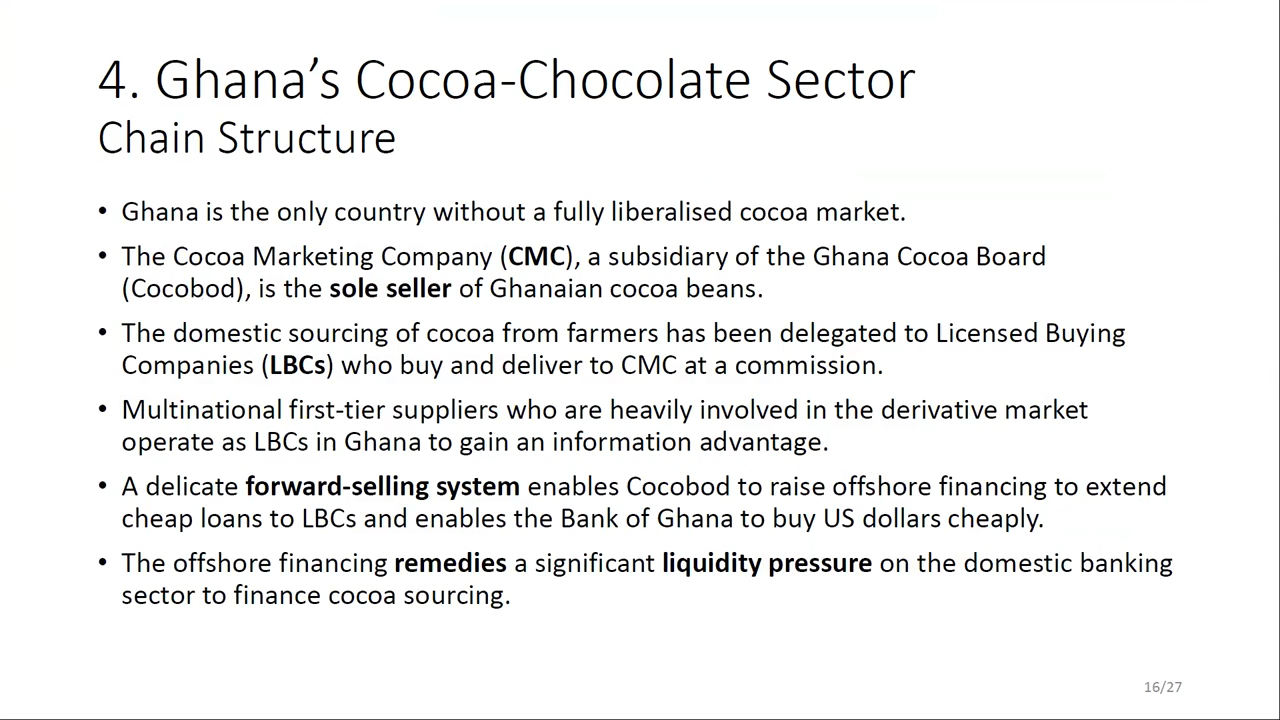 4. Ghana’s Cocoa-Chocolate Sector
Chain Structure
• Ghana is the only country without a fully liberalised cocoa market.
• The Cocoa Marketing Company (CMC), a subsidiary of the Ghana Cocoa Board
(Cocobod), is the sole seller of Ghanaian cocoa beans.
• The domestic sourcing of cocoa from farmers has been delegated to Licensed Buying
Companies (LBCs) who buy and deliver to CMC at a commission.
• Multinational first-tier suppliers who are heavily involved in the derivative market
operate as LBCs in Ghana to gain an information advantage.
• A delicate forward-selling system enables Cocobod to raise offshore financing to extend
cheap loans to LBCs and enables the Bank of Ghana to buy US dollars cheaply.
• The offshore financing remedies a significant liquidity pressure on the domestic banking
sector to finance cocoa sourcing.
16/27